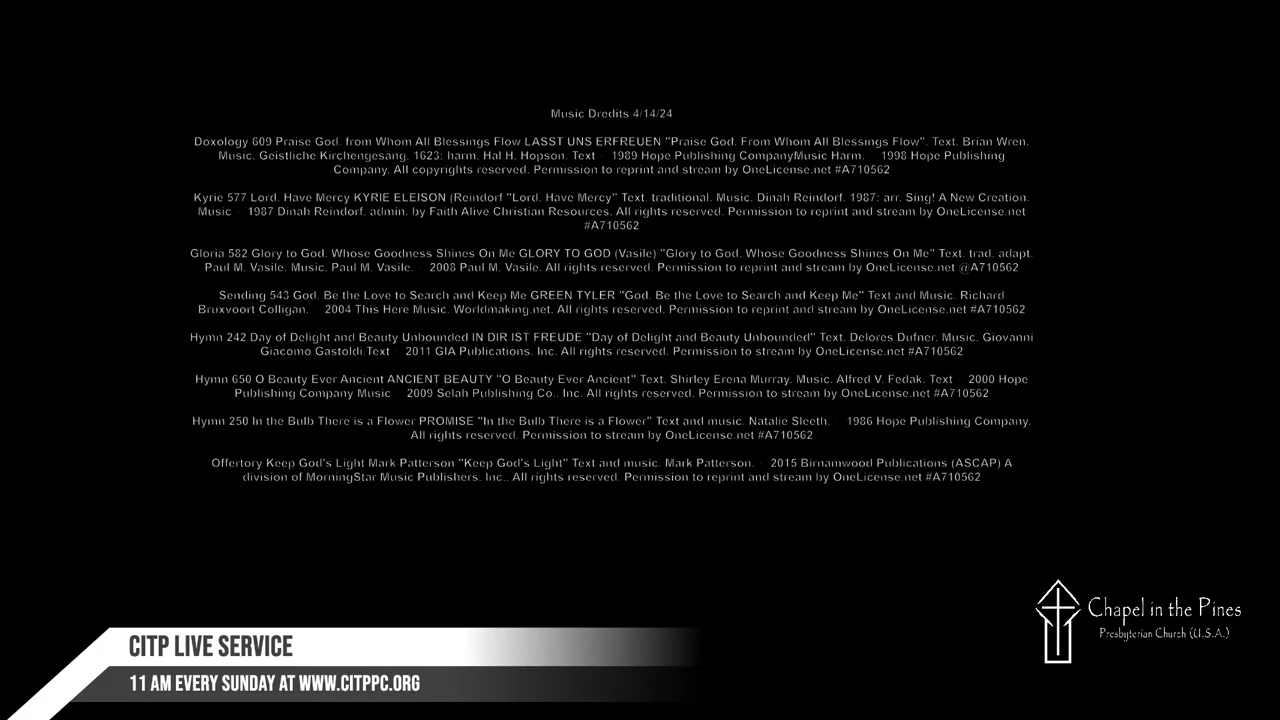 Music Dredits 4/14/24
Doxology 609 Praise God. from Whom All Blessings Flow LASST UNS ERFREUEN "Praise God. From Whom All Blessings Flow". Text. Brian Wren.
Music. Geistliche Kirchengesang. 1623: harm. Hal H. Hopson. Text 1989 Hope Publishing CompanyMusic Harm. 1998 Hope Publishing
Company. All copyrights reserved. Permission to reprint and stream by OneLicense.net #A710562
Kyrie 577 Lord. Have Mercy KYRIE ELEISON (Reindorf "Lord. Have Mercy" Text. traditional. Music. Dinah Reindorf. 1987: arr. Sing! A New Creation.
Music 1987 Dinah Reindorf. admin. by Faith Alive Christian Resources. All rights reserved. Permission to reprint and stream by OneLicense.net
#A710562
Gloria 582 Glory to God. Whose Goodness Shines On Me GLORY TO GOD (Vasile) "Glory to God. Whose Goodness Shines On Me" Text. trad. adapt.
Paul M. Vasile. Music. Paul M. Vasile. 2008 Paul M. Vasile. All rights reserved. Permission to reprint and stream by OneLicense.net @A710562
Sending 543 God. Be the Love to Search and Keep Me GREEN TYLER "God. Be the Love to Search and Keep Me" Text and Music. Richard
Bruxvoort Colligan. 2004 This Here Music. Worldmaking.net. All rights reserved. Permission to reprint and stream by OneLicense.net #A710562
Hymn 242 Day of Delight and Beauty Unbounded IN DIR IST FREUDE "Day of Delight and Beauty Unbounded" Text. Delores Dufner. Music. Giovanni
Giacomo Gastoldi.Text 2011 GIA Publications. Inc. All rights reserved. Permission to stream by OneLicense.net #A710562
Hymn 650 O Beauty Ever Ancient ANCIENT BEAUTY "O Beauty Ever Ancient" Text. Shirley Erena Murray. Music. Alfred V. Fedak. Text 2000 Hope
Publishing Company Music 2009 Selah Publishing Co.. Inc. All rights reserved. Permission to stream by OneLicense.net #A710562
Hymn 250 In the Bulb There is a Flower PROMISE "In the Bulb There is a Flower" Text and music. Natalie Sleeth. 1986 Hope Publishing Company.
All rights reserved. Permission to stream by OneLicense.net #A710562
Offertory Keep God's Light Mark Patterson "Keep God's Light" Text and music. Mark Patterson. 2015 Birnamwood Publications (ASCAP) A
division of MorningStar Music Publishers. Inc.. All rights reserved. Permission to reprint and stream by OneLicense.net #A710562
Chapel in the Pines
Presbyterian Church (U.S.A.)
CITP LIVE SERVICE
11 AM EVERY SUNDAY AT WWW.CITPPC.ORG